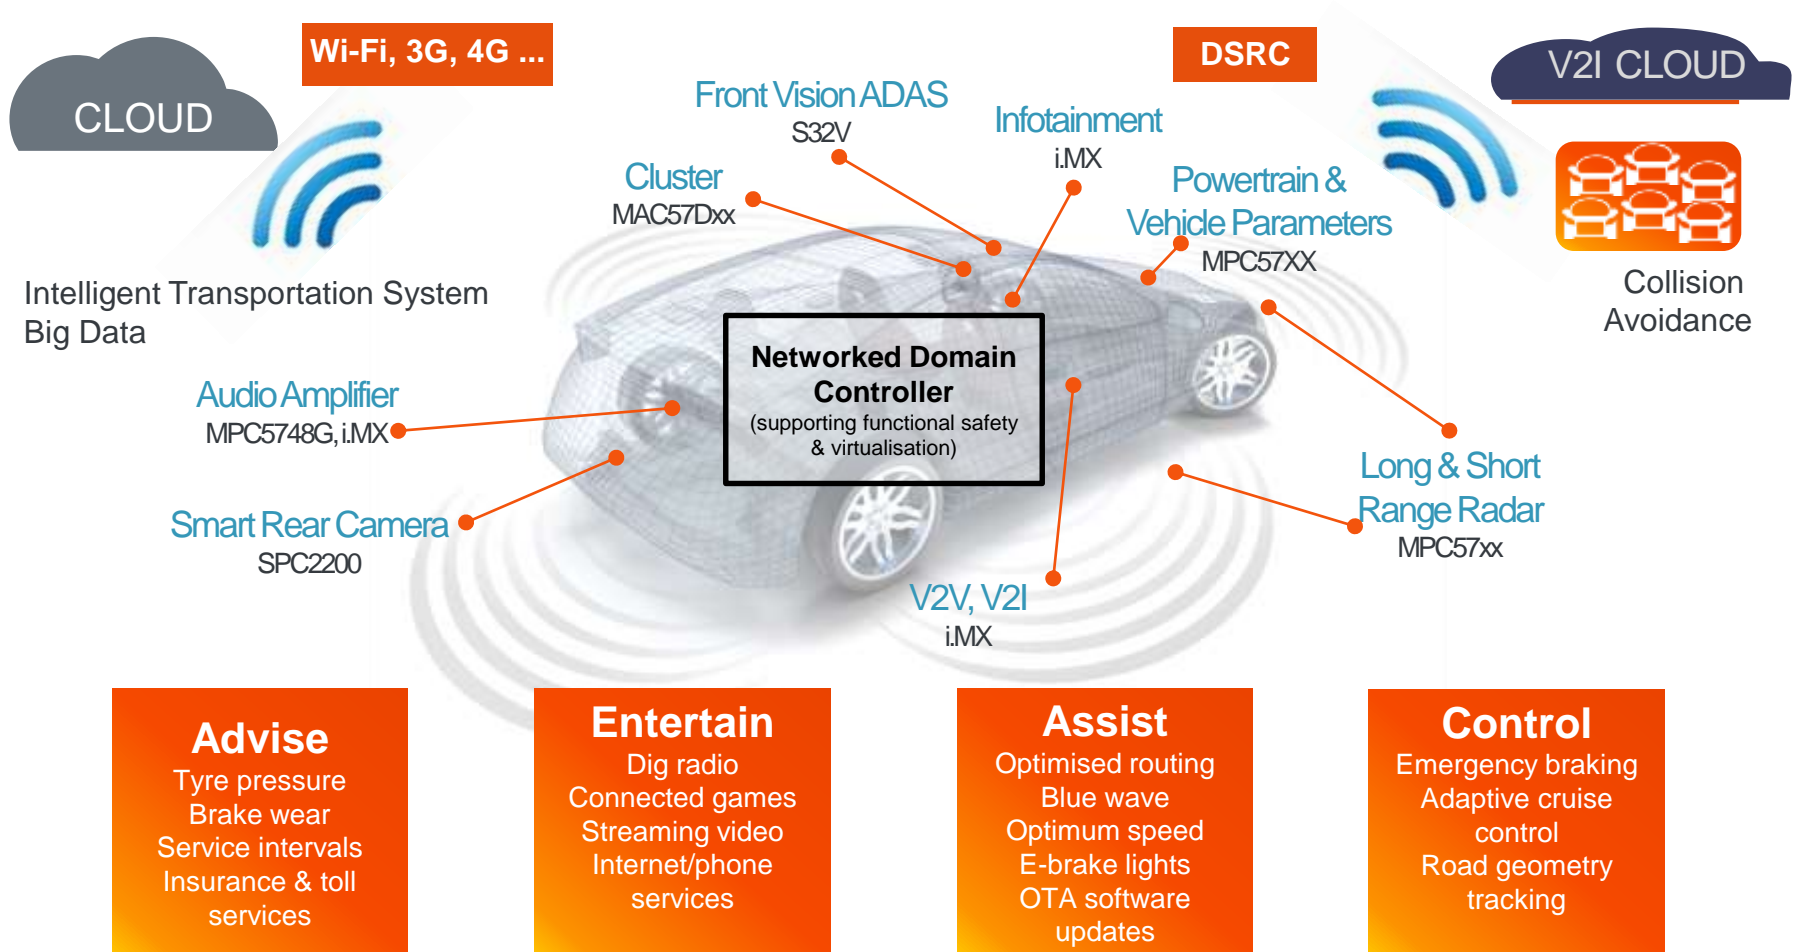 Wi-Fi, 3G, 4G ...
DSRC
V2I CLOUD
CLOUD
Front Vision ADAS
S32V
Infotainment
i.MX
Cluster
MAC57Dxx
Powertrain &
Vehicle Parameters
MPC57XX
Intelligent Transportation System
Big Data
Collision
Avoidance
Networked Domain
Controller
(supporting functional safety
& virtualisation)
Audio Amplifier
MPC5748G, i.MX
Long & Short
Range Radar
MPC57xx
Smart Rear Camera
SPC2200
V2V, V2I
i.MX
Advise
Tyre pressure
Brake wear
Service intervals
Insurance & toll
services
Entertain
Dig radio
Connected games
Streaming video
Internet/phone
services
Assist
Optimised routing
Blue wave
Optimum speed
E-brake lights
OTA software
updates
Control
Emergency braking
Adaptive cruise
control
Road geometry
tracking